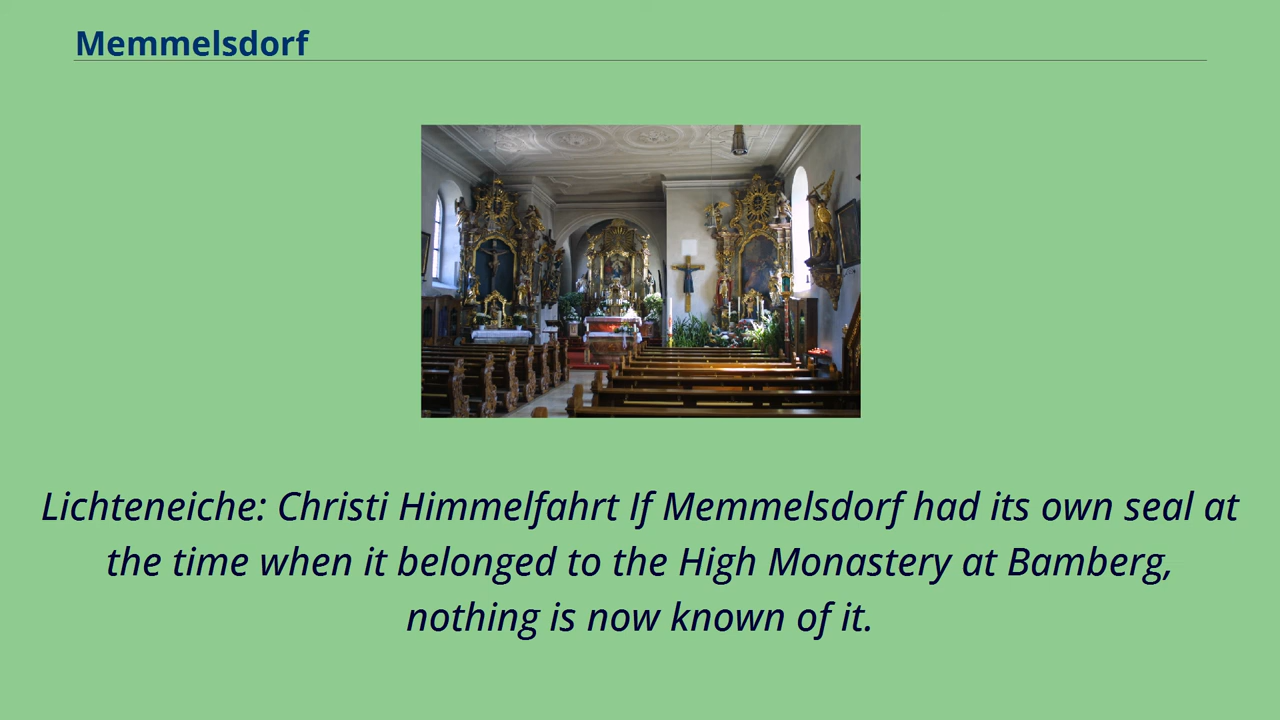 Memmelsdorf
Lichteneiche: Christi Himmelfahrt If Memmelsdorf had its own seal at
the time when it belonged to the High Monastery at Bamberg,
nothing is now known of it.